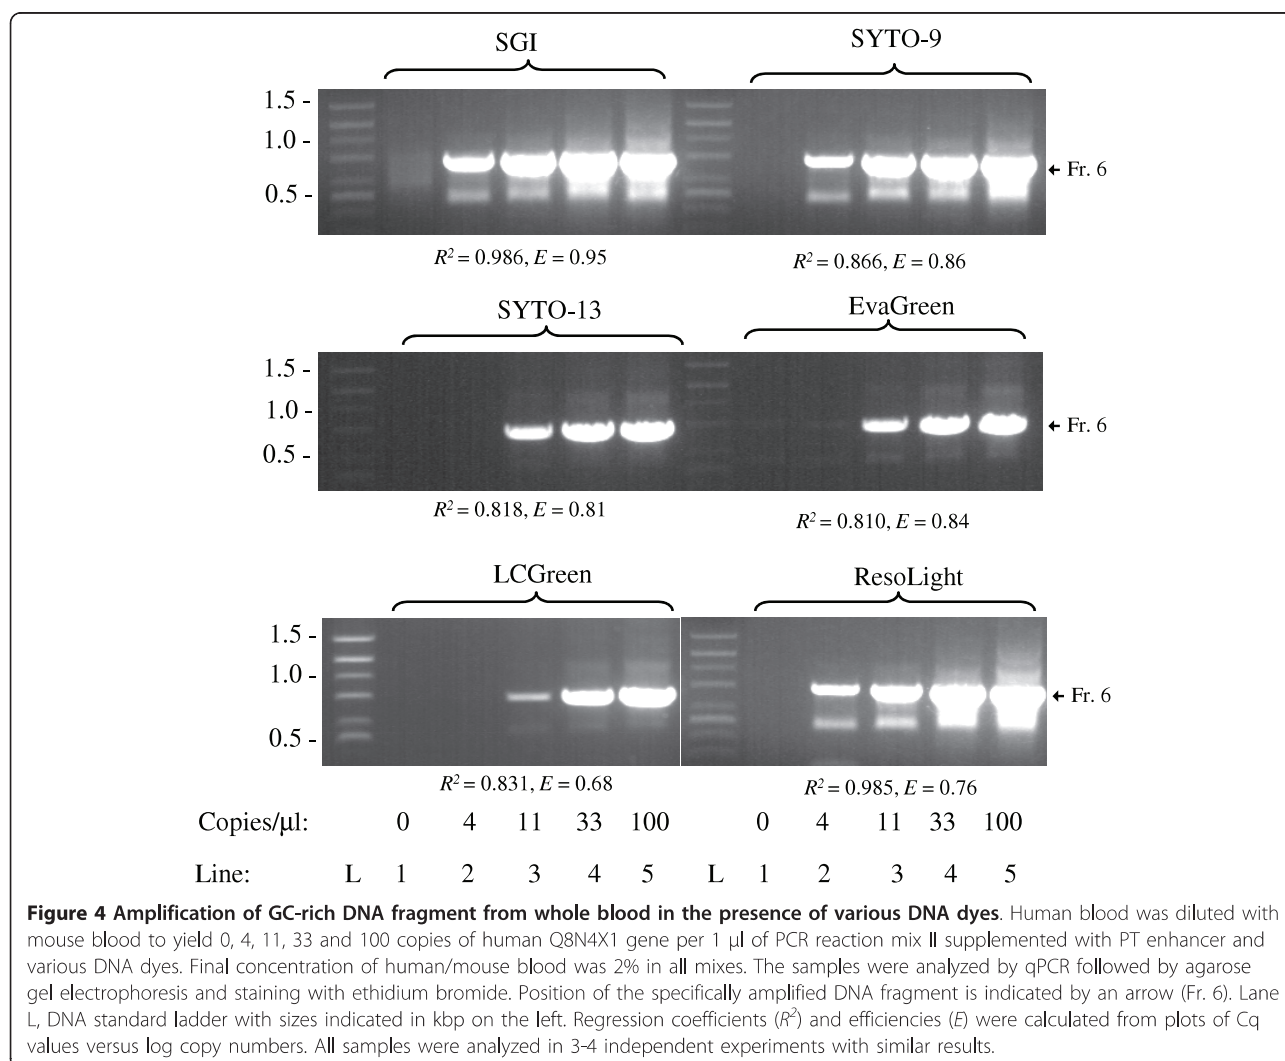 SGI SYTO-9
1.5 -
1.0 -
0.5 -
← Fr. 6
R² = 0.986, E = 0.95 R² = 0.866, E = 0.86
SYTO-13 EvaGreen
1.5 -
1.0 -
0.5 -
← Fr. 6
R² = 0.818, E = 0.81 R² = 0.810, E = 0.84
LCGreen ResoLight
1.5 -
1.0 -
0.5 -
← Fr. 6
R² = 0.831, E = 0.68 R² = 0.985, E = 0.76
Copies/µl: 0 4 11 33 100 0 4 11 33 100
Line: L 1 2 3 4 5 L 1 2 3 4 5
Figure 4 Amplification of GC-rich DNA fragment from whole blood in the presence of various DNA dyes. Human blood was diluted with
mouse blood to yield 0, 4, 11, 33 and 100 copies of human Q8N4X1 gene per 1 µl of PCR reaction mix II supplemented with PT enhancer and
various DNA dyes. Final concentration of human/mouse blood was 2% in all mixes. The samples were analyzed by qPCR followed by agarose
gel electrophoresis and staining with ethidium bromide. Position of the specifically amplified DNA fragment is indicated by an arrow (Fr. 6). Lane
L, DNA standard ladder with sizes indicated in kbp on the left. Regression coefficients (R²) and efficiencies (E) were calculated from plots of Cq
values versus log copy numbers. All samples were analyzed in 3-4 independent experiments with similar results.